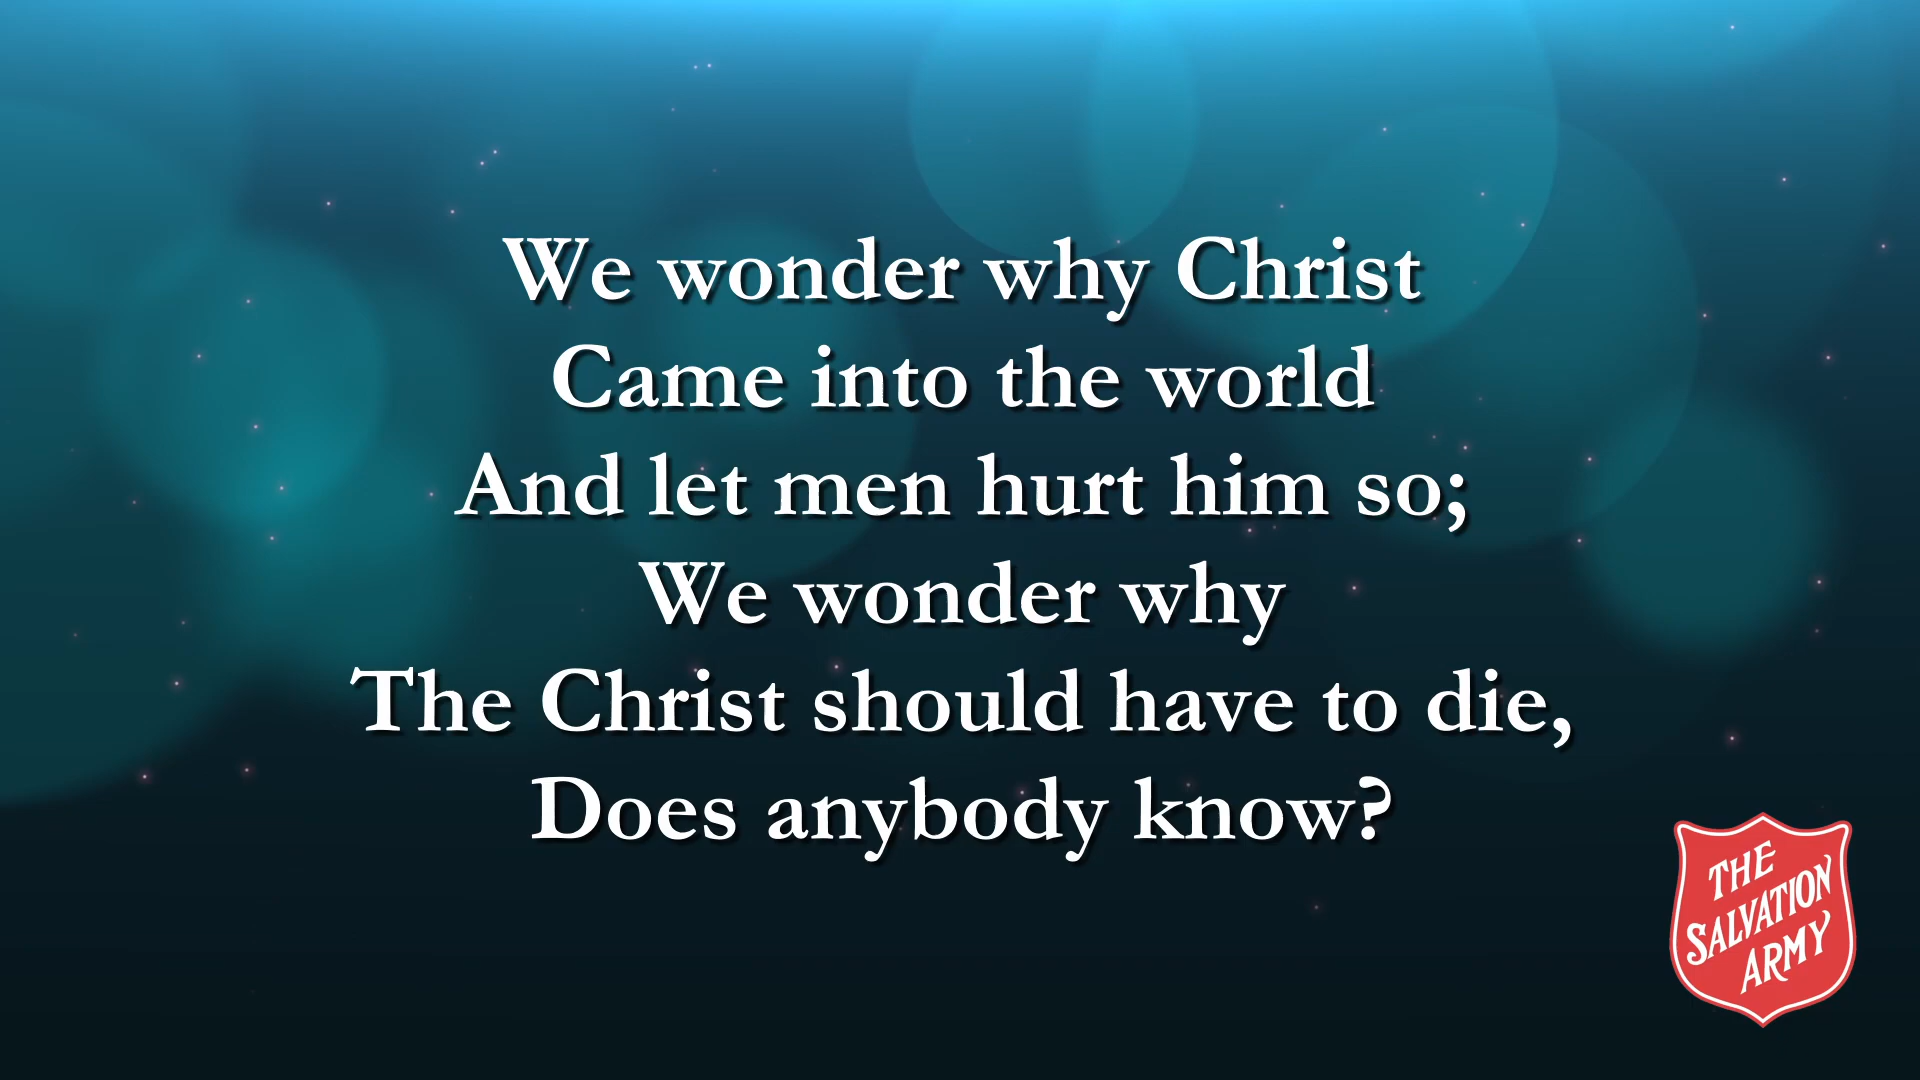 We wonder why Christ
Came into the world
And let men hurt him so;
We wonder why
The Christ should have to die,
Does anybody know?
THE
SALVATION
ARMY